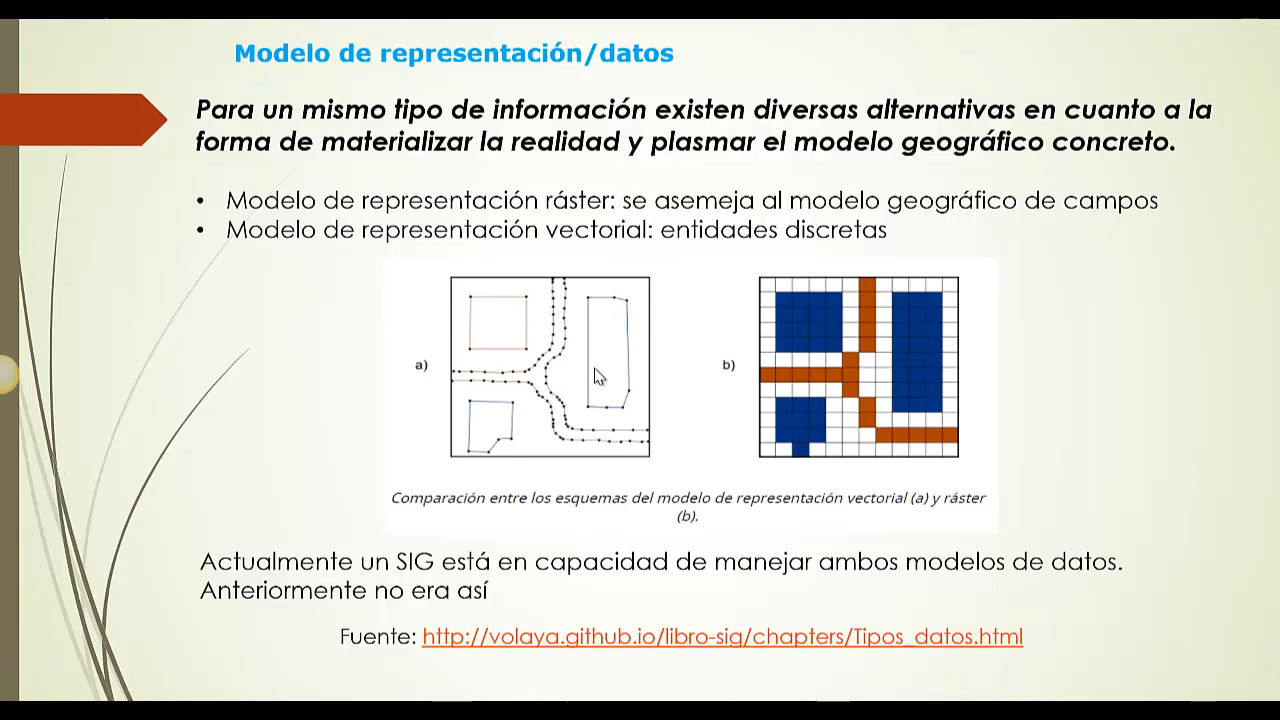 Modelo de representación/datos
Para un mismo tipo de información existen diversas alternativas en cuanto a la
forma de materializar la realidad y plasmar el modelo geográfico concreto.
• Modelo de representación ráster: se asemeja al modelo geográfico de campos
• Modelo de representación vectorial: entidades discretas
a)
b)
Comparación entre los esquemas del modelo de representación vectorial (a) y ráster
(b).
Actualmente un SIG está en capacidad de manejar ambos modelos de datos.
Anteriormente no era así
Fuente: http://volaya.github.io/libro-sig/chapters/Tipos_datos.html